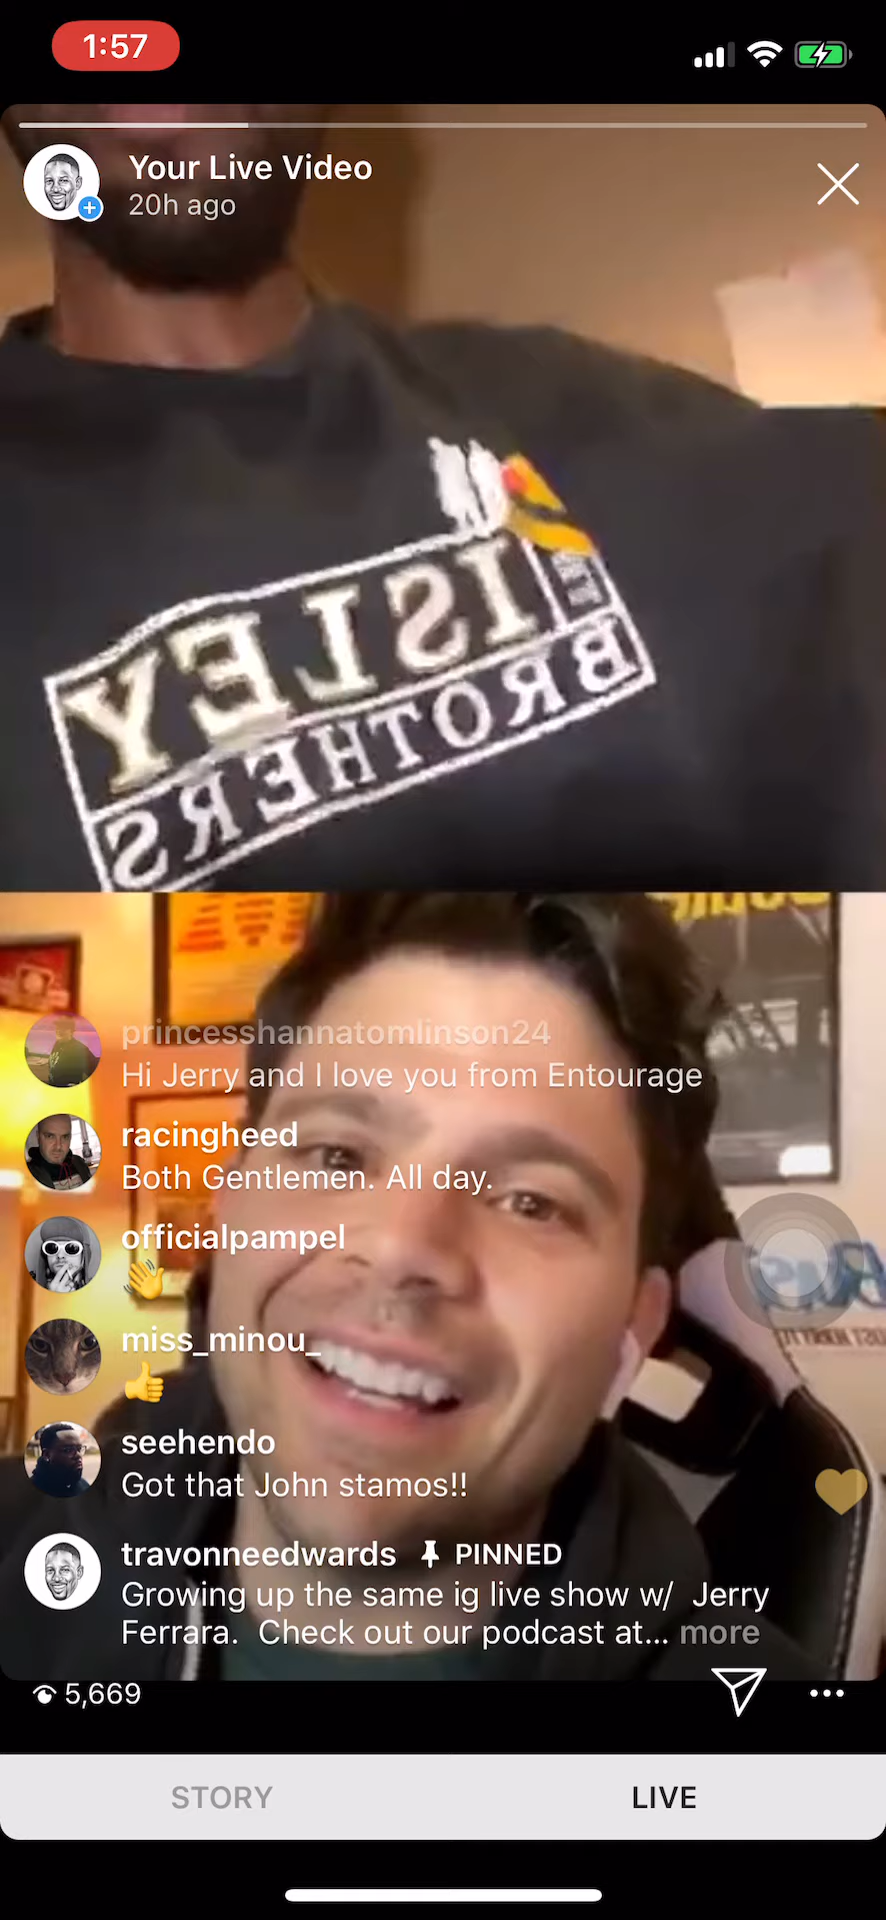 1:57
Your Live Video
20h ago
ISLEY
BROTHERS
princesshannatomlinson24
Hi Jerry and I love you from Entourage
racingheed
Both Gentlemen. All day.
officialpampel
👋
miss_minou_
👍
seehendo
Got that John stamos!!
travonneedwards PINNED
Growing up the same ig live show w/ Jerry
Ferrara. Check out our podcast at... more
5,669
STORY
LIVE